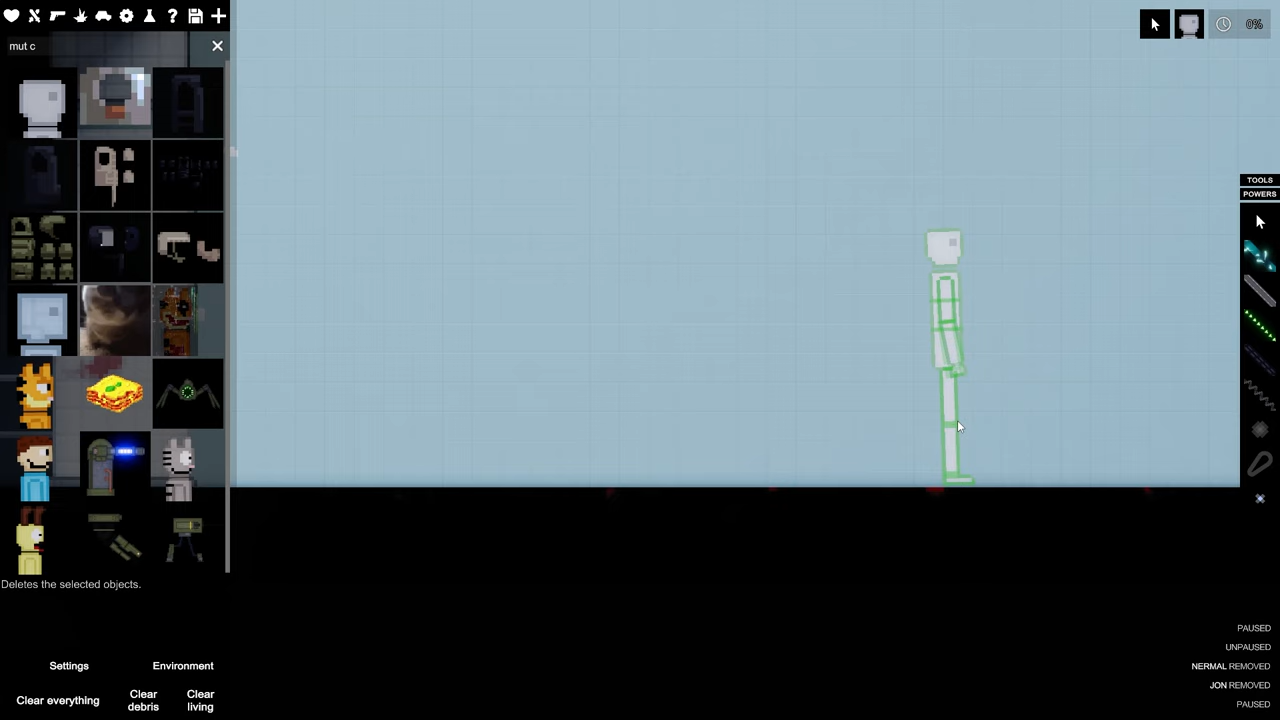 0%
mut c
TOOLS
POWERS
Deletes the selected objects.
PAUSED
UNPAUSED
NERMAL REMOVED
JON REMOVED
PAUSED
Settings
Environment
Clear everything
Clear debris
Clear living